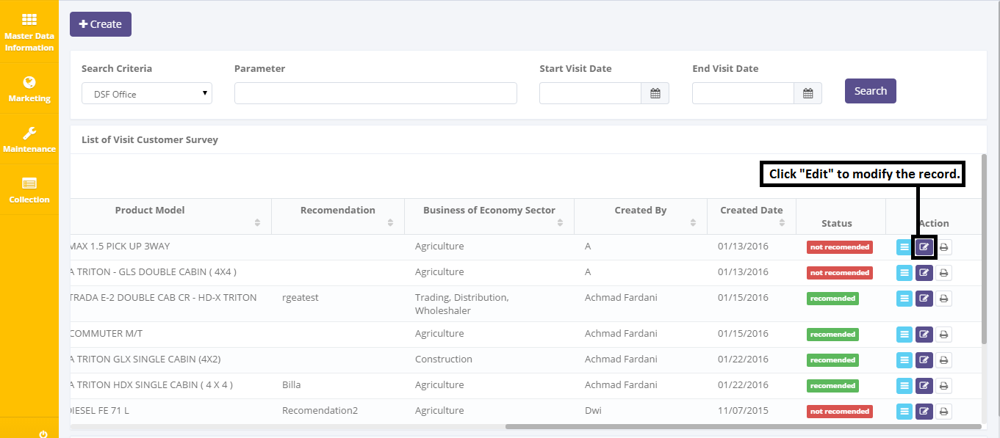 Create
Master Data
Information
Marketing
Maintenance
Collection
Search Criteria
Parameter
Start Visit Date
End Visit Date
DSF Office
Search
List of Visit Customer Survey
Click "Edit" to modify the record.
Product Model
Recomendation
Business of Economy Sector
Created By
Created Date
Status
Action
MAX 1.5 PICK UP 3WAY
Agriculture
A
01/13/2016
not recomended
A TRITON - GLS DOUBLE CABIN ( 4X4 )
Agriculture
A
01/13/2016
not recomended
TRADA E-2 DOUBLE CAB CR - HD-X TRITON
rgeatest
Trading, Distribution,
Wholeshaler
Achmad Fardani
01/15/2016
recomended
COMMUTER M/T
Agriculture
Achmad Fardani
01/15/2016
recomended
A TRITON GLX SINGLE CABIN (4X2)
Construction
Achmad Fardani
01/22/2016
recomended
A TRITON HDX SINGLE CABIN ( 4 X 4 )
Billa
Agriculture
Achmad Fardani
01/22/2016
recomended
DIESEL FE 71 L
Recomendation2
Agriculture
Dwi
11/07/2015
not recomended